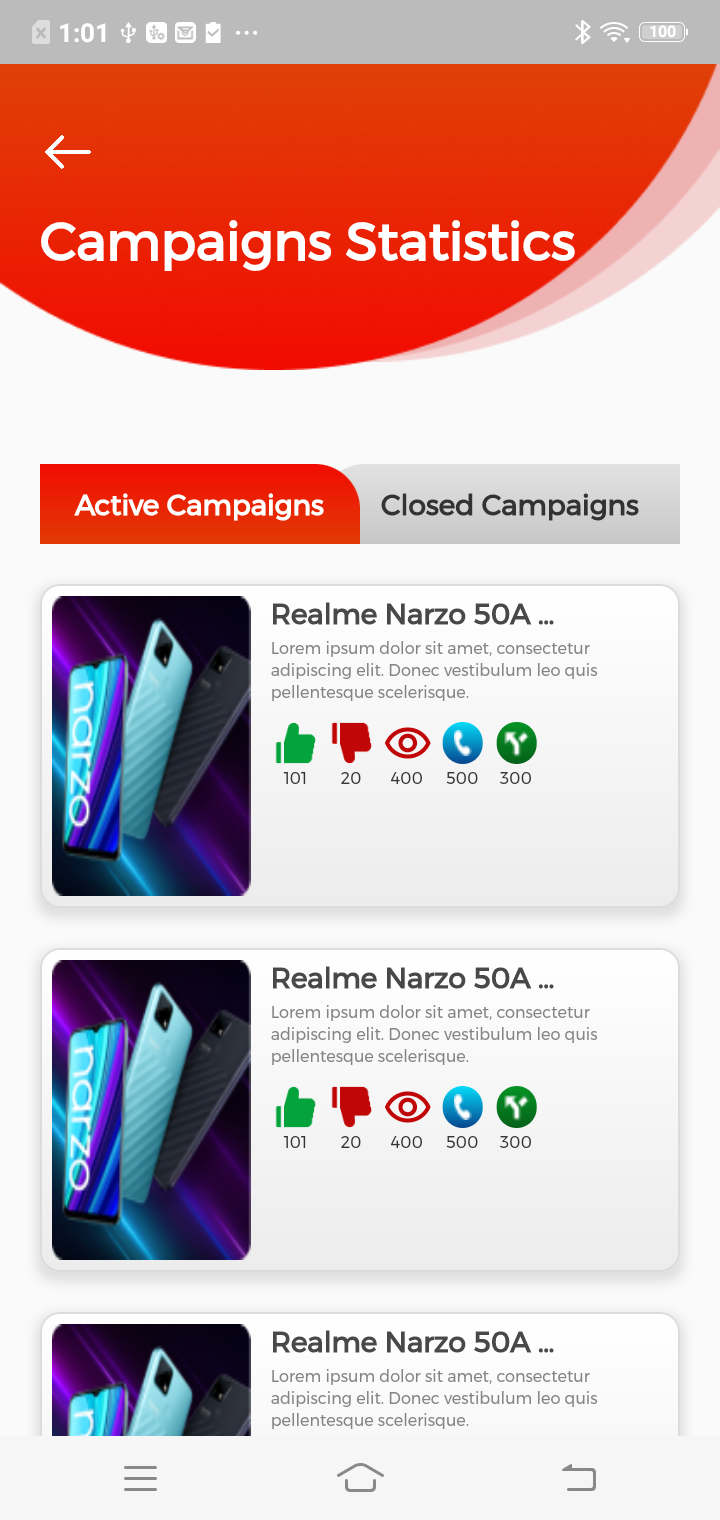 1:01
100
Campaigns Statistics
Active Campaigns
Closed Campaigns
narzo
Realme Narzo 50A ...
Lorem ipsum dolor sit amet, consectetur
adipiscing elit. Donec vestibulum leo quis
pellentesque scelerisque.
101 20 400 500 300
narzo
Realme Narzo 50A ...
Lorem ipsum dolor sit amet, consectetur
adipiscing elit. Donec vestibulum leo quis
pellentesque scelerisque.
101 20 400 500 300
Realme Narzo 50A ...
Lorem ipsum dolor sit amet, consectetur
adipiscing elit. Donec vestibulum leo quis
pellentesque scelerisque.